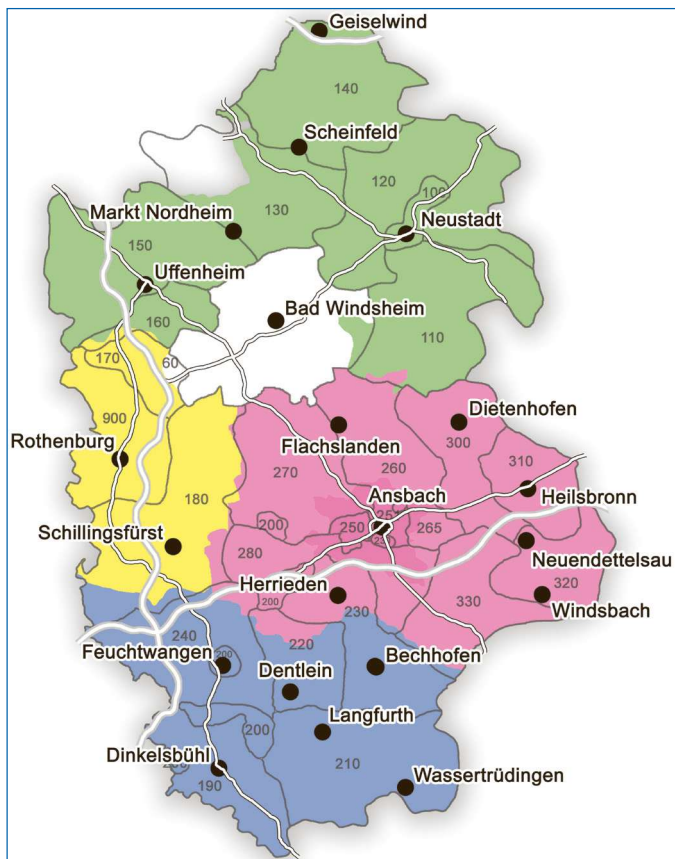 Geiselwind
140
Scheinfeld
120
100
Markt Nordheim
130
Neustadt
150
Uffenheim
Bad Windsheim
160
110
170
60
900
Dietenhofen
Flachslanden
300
Rothenburg
270
260
310
Ansbach
Heilsbronn
180
200
250
265
Schillingsfürst
280
Neuendettelsau
Herrieden
320
200
230
330
Windsbach
240
220
Feuchtwangen
200
Bechhofen
Dentlein
200
Langfurth
Dinkelsbühl
210
190
Wassertrüdingen